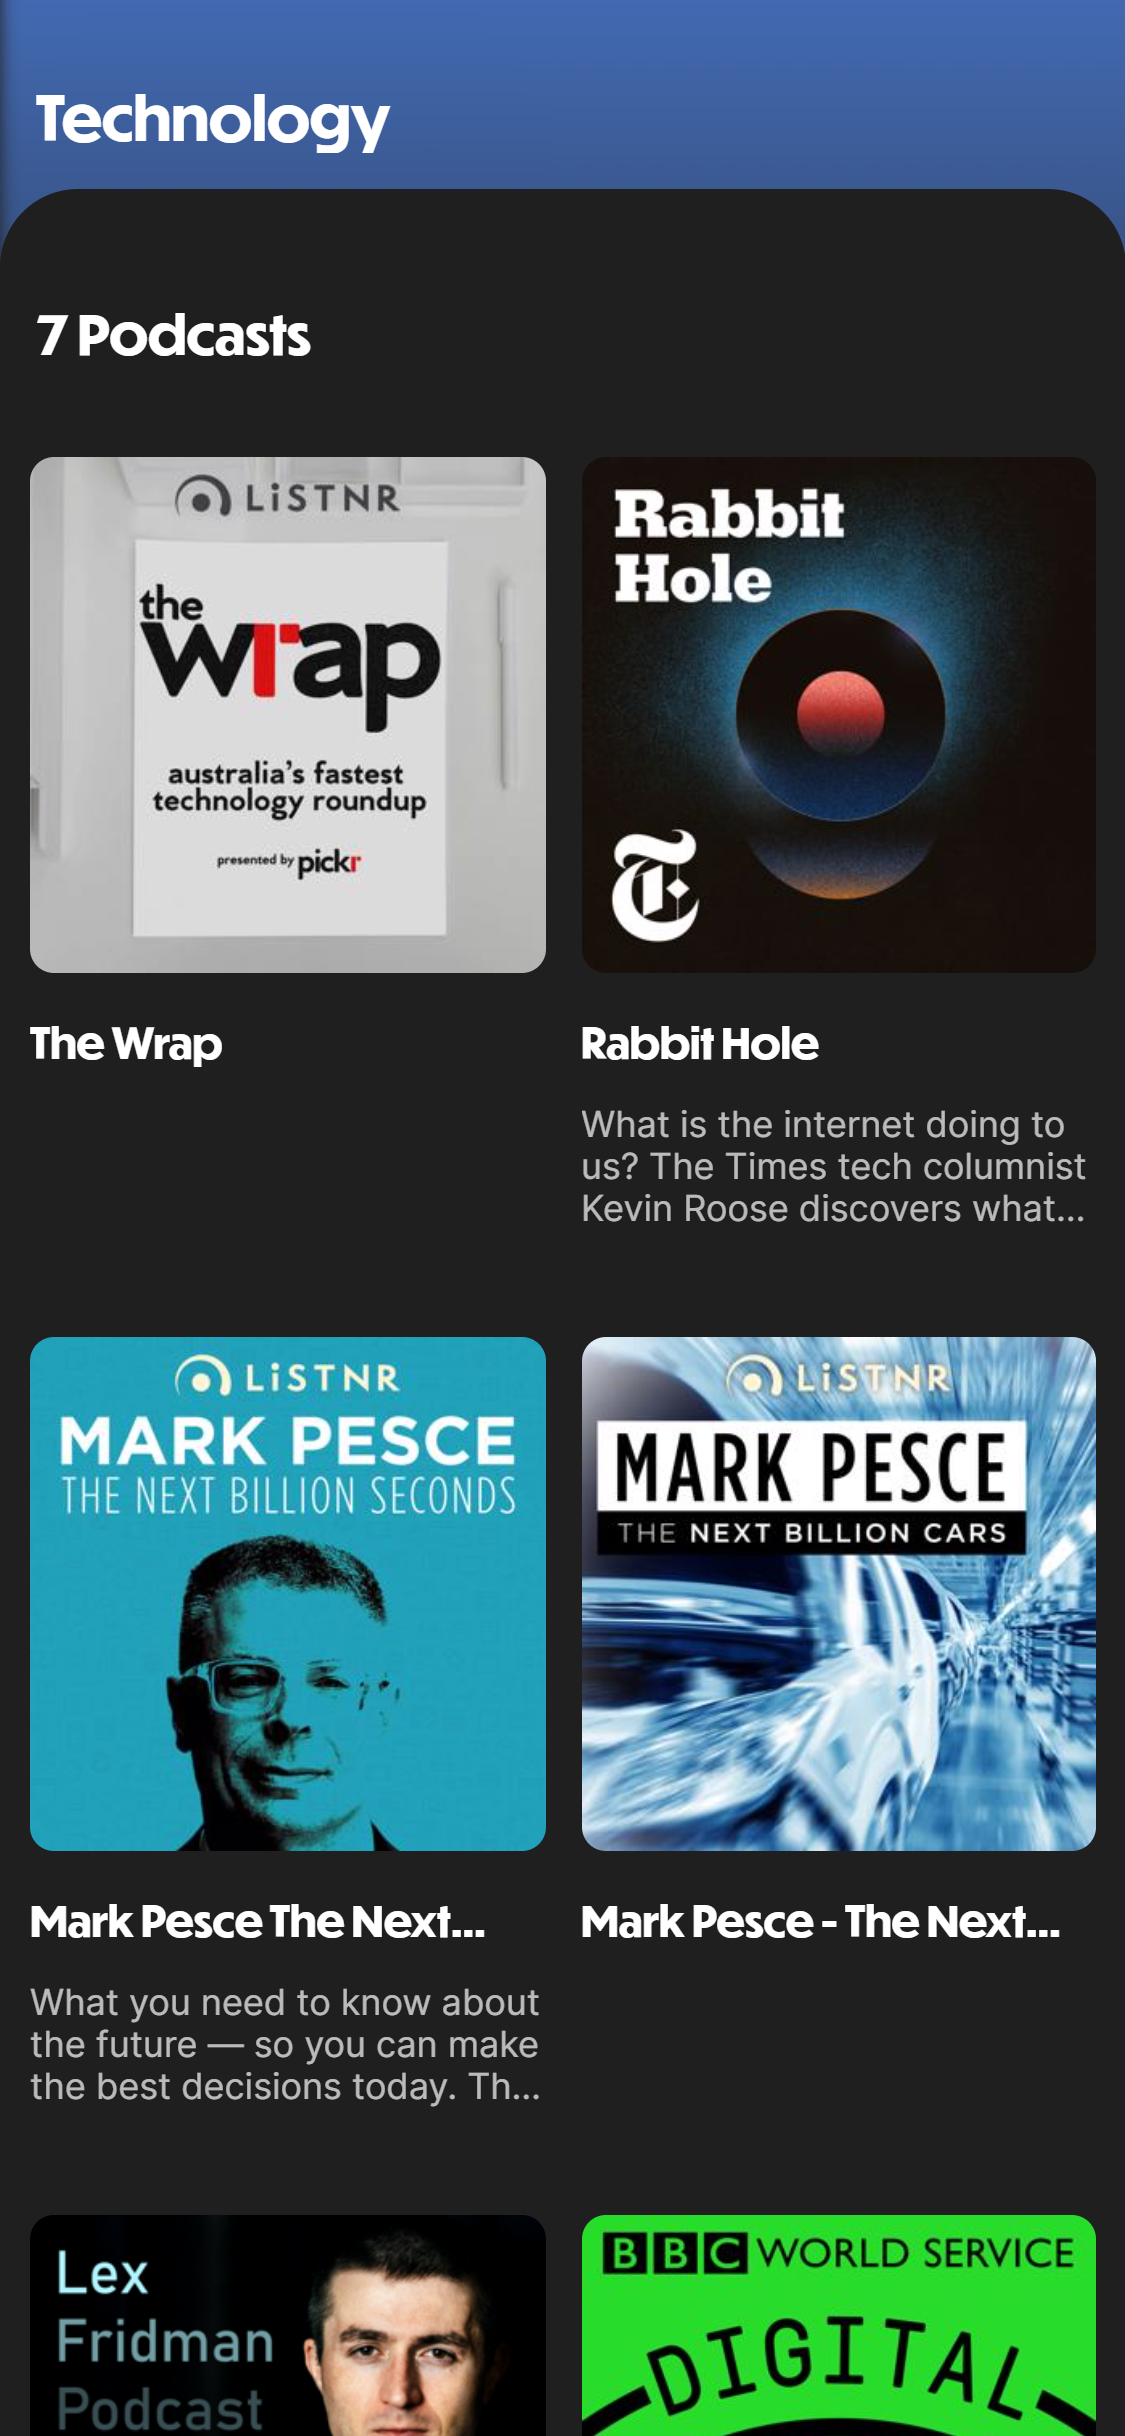 Technology
7 Podcasts
LiSTNR
the
wrap
australia's fastest
technology roundup
presented by pickr
Rabbit
Hole
T
The Wrap
Rabbit Hole
What is the internet doing to
us? The Times tech columnist
Kevin Roose discovers what...
LiSTNR
MARK PESCE
THE NEXT BILLION SECONDS
LiSTNR
MARK PESCE
THE NEXT BILLION CARS
Mark Pesce The Next...
Mark Pesce - The Next...
What you need to know about
the future — so you can make
the best decisions today. Th...
Lex
Fridman
Podcast
BBC WORLD SERVICE
DIGITAL